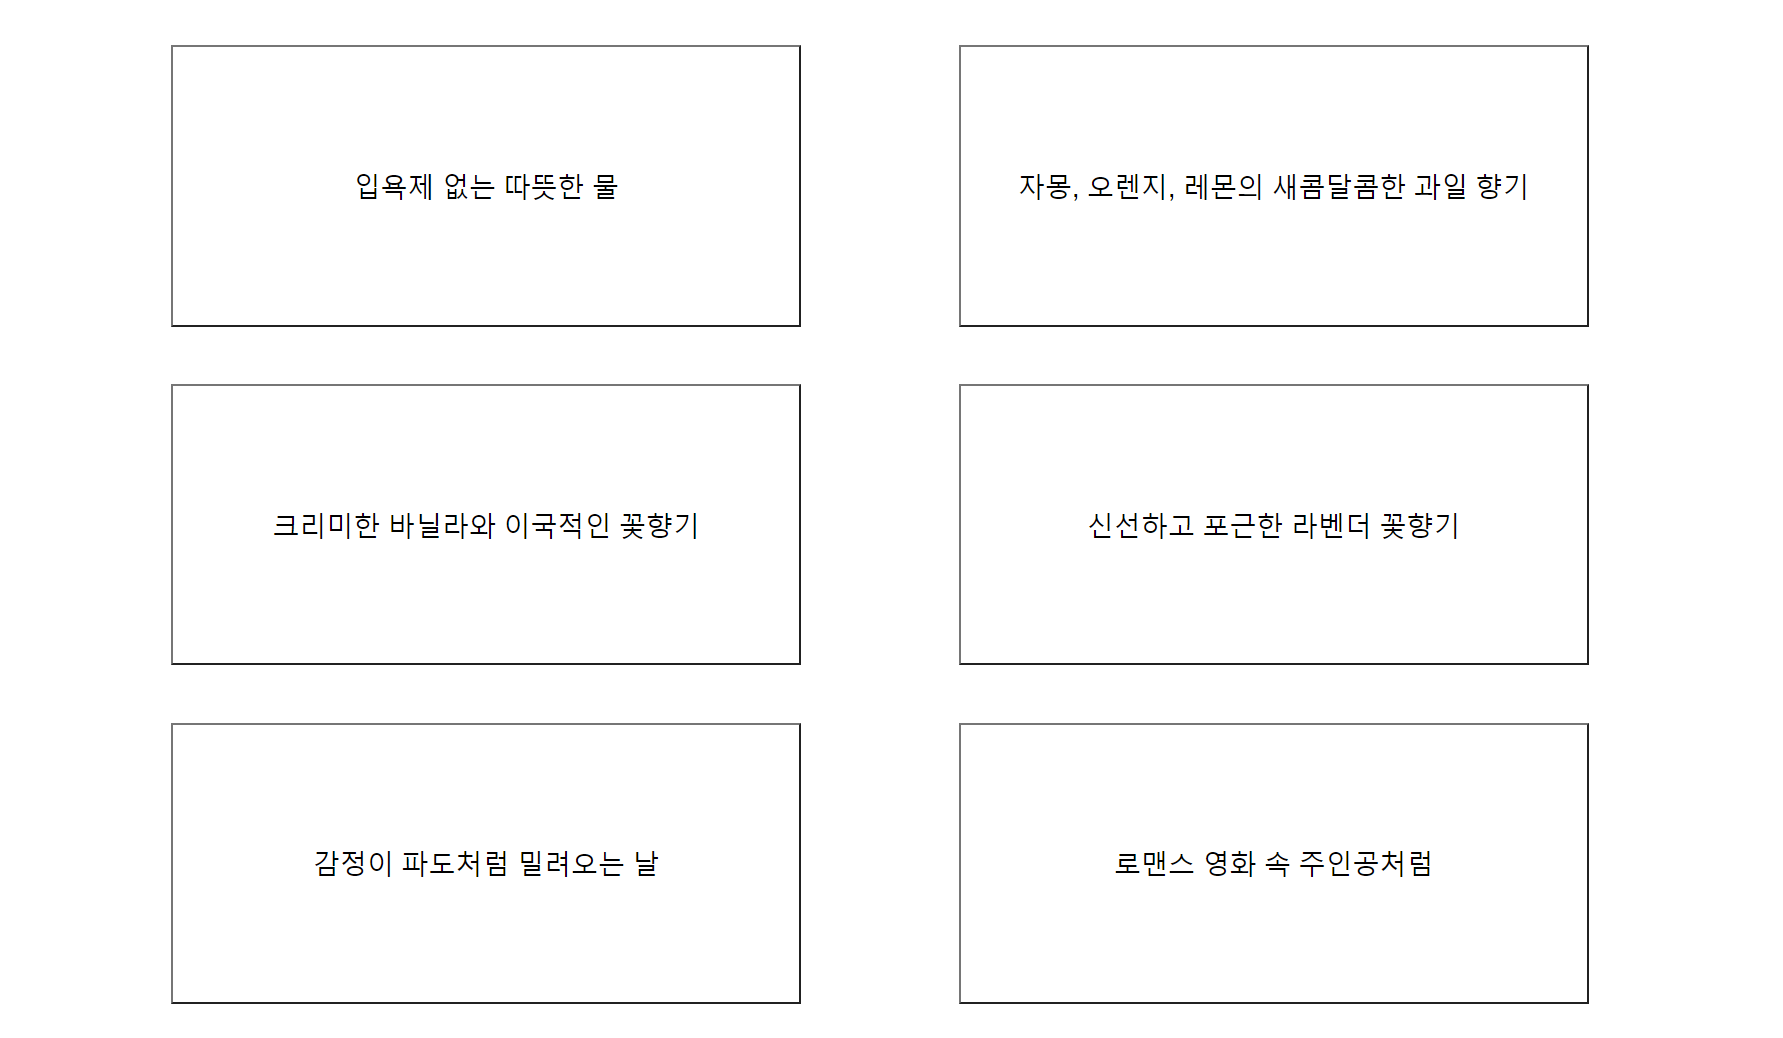 입욕제 없는 따뜻한 물
자몽, 오렌지, 레몬의 새콤달콤한 과일 향기
크리미한 바닐라와 이국적인 꽃향기
신선하고 포근한 라벤더 꽃향기
감정이 파도처럼 밀려오는 날
로맨스 영화 속 주인공처럼